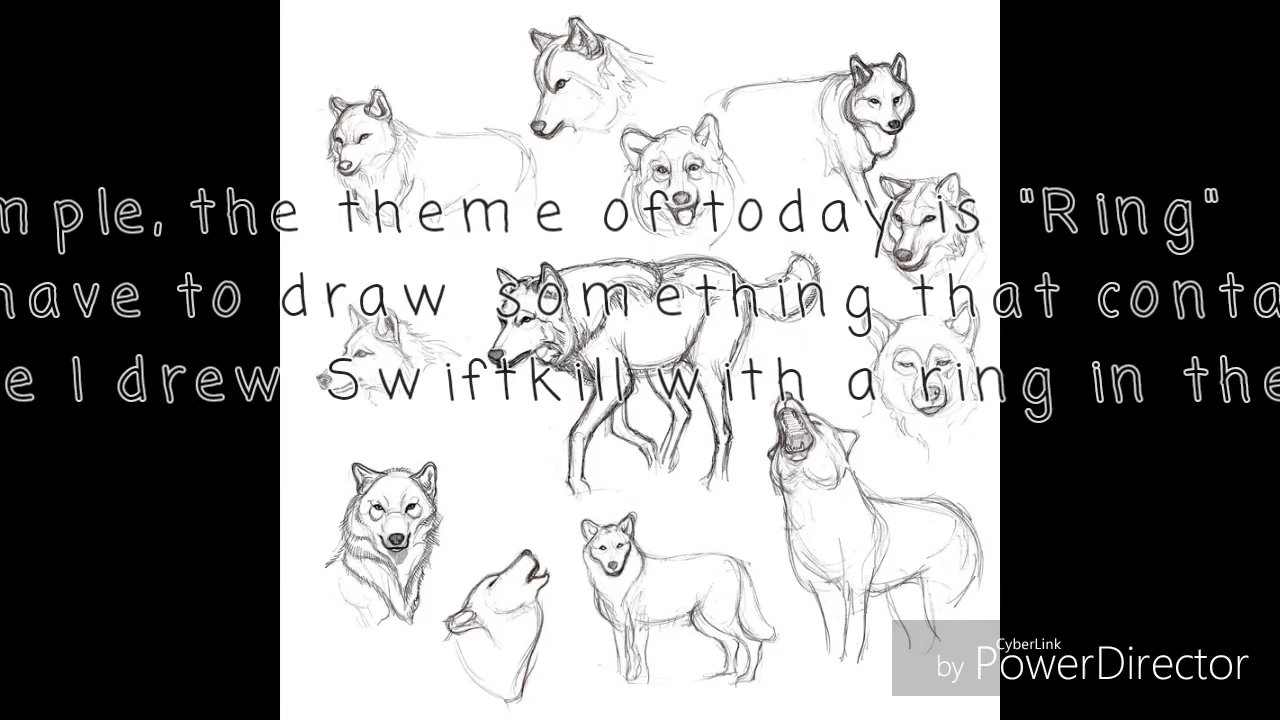 mple, the theme of today is "Ring"
have to draw something that conta
e I drew Swiftkill with a ring in the
CyberLink
by PowerDirector